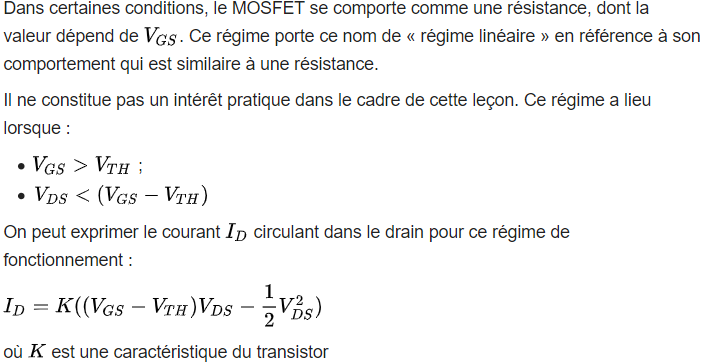 Dans certaines conditions, le MOSFET se comporte comme une résistance, dont la
valeur dépend de V_{GS}. Ce régime porte ce nom de « régime linéaire » en référence à son
comportement qui est similaire à une résistance.
Il ne constitue pas un intérêt pratique dans le cadre de cette leçon. Ce régime a lieu
lorsque :
• V_{GS} > V_{TH} ;
• V_{DS} < (V_{GS} − V_{TH})
On peut exprimer le courant I_D circulant dans le drain pour ce régime de
fonctionnement :
I_D = K((V_{GS} − V_{TH})V_{DS} − \frac{1}{2}V_{DS}^2)
où K est une caractéristique du transistor